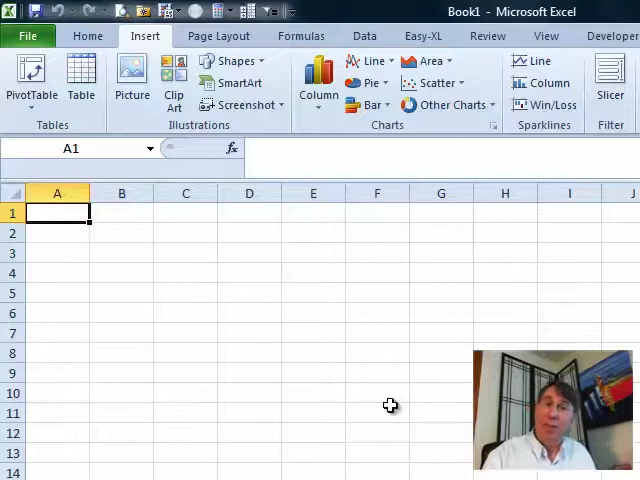 Book1 - Microsoft Excel
File Home Insert Page Layout Formulas Data Easy-XL Review View Developer
PivotTable Table Picture Clip Art Shapes SmartArt Screenshot Column Line Pie Bar Area Scatter Other Charts Line Column Win/Loss Slicer
Tables Illustrations Charts Sparklines Filter
A1 fx
A B C D E F G H I J
1
2
3
4
5
6
7
8
9
10
11
12
13
14